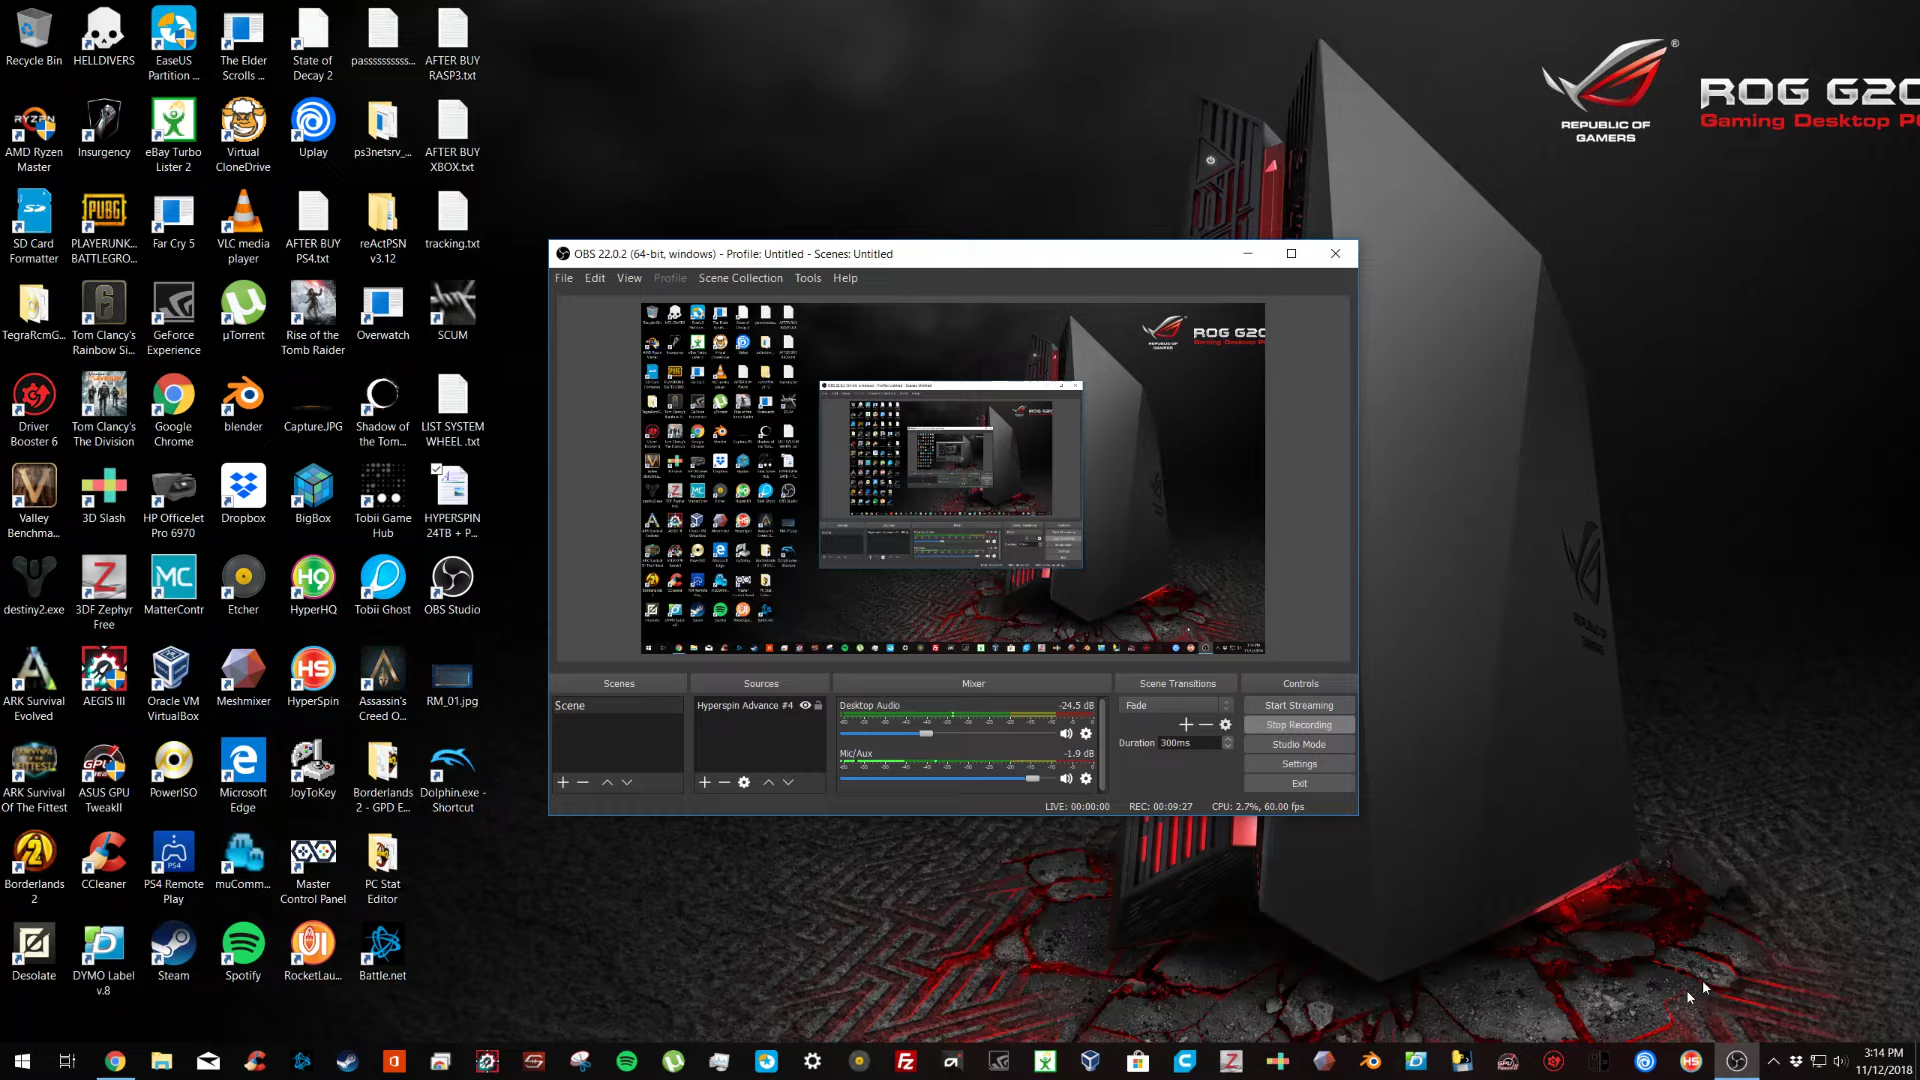 Recycle Bin
HELLDIVERS
EaseUS
Partition ...
The Elder
Scrolls ...
State of
Decay 2
passssssssss...
AFTER BUY
RASP3.txt
AMD Ryzen
Master
Insurgency
eBay Turbo
Lister 2
Virtual
CloneDrive
Uplay
ps3netsrv_...
AFTER BUY
XBOX.txt
SD Card
Formatter
PLAYERUNK...
BATTLEGRO...
Far Cry 5
VLC media
player
AFTER BUY
PS4.txt
reActPSN
v3.12
tracking.txt
TegraRcmG...
Tom Clancy's
Rainbow Si...
GeForce
Experience
µTorrent
Rise of the
Tomb Raider
Overwatch
SCUM
Driver
Booster 6
Tom Clancy's
The Division
Google
Chrome
blender
Capture.JPG
Shadow of
the Tom...
LIST SYSTEM
WHEEL .txt
Valley
Benchma...
3D Slash
HP OfficeJet
Pro 6970
Dropbox
BigBox
Tobii Game
Hub
HYPERSPIN
24TB + P...
destiny2.exe
3DF Zephyr
Free
MatterContr
Etcher
HyperHQ
Tobii Ghost
OBS Studio
ARK Survival
Evolved
AEGIS III
Oracle VM
VirtualBox
Meshmixer
HyperSpin
Assassin's
Creed O...
RM_01.jpg
ARK Survival
Of The Fittest
ASUS GPU
TweakII
PowerISO
Microsoft
Edge
JoyToKey
Borderlands
2 - GPD E...
Dolphin.exe -
Shortcut
Borderlands
2
CCleaner
PS4 Remote
Play
muComm...
Master
Control Panel
PC Stat
Editor
Desolate
DYMO Label
v.8
Steam
Spotify
RocketLau...
Battle.net
REPUBLIC OF
GAMERS
ROG G20
Gaming Desktop PC
OBS 22.0.2 (64-bit, windows) - Profile: Untitled - Scenes: Untitled
File Edit View Profile Scene Collection Tools Help
Scenes
Sources
Mixer
Scene Transitions
Controls
Scene
Hyperspin Advance #4
Desktop Audio -24.5 dB
Mic/Aux -1.9 dB
Fade
Duration 300ms
Start Streaming
Stop Recording
Studio Mode
Settings
Exit
LIVE: 00:00:00 REC: 00:09:27 CPU: 2.7%, 60.00 fps
3:14 PM
11/12/2018